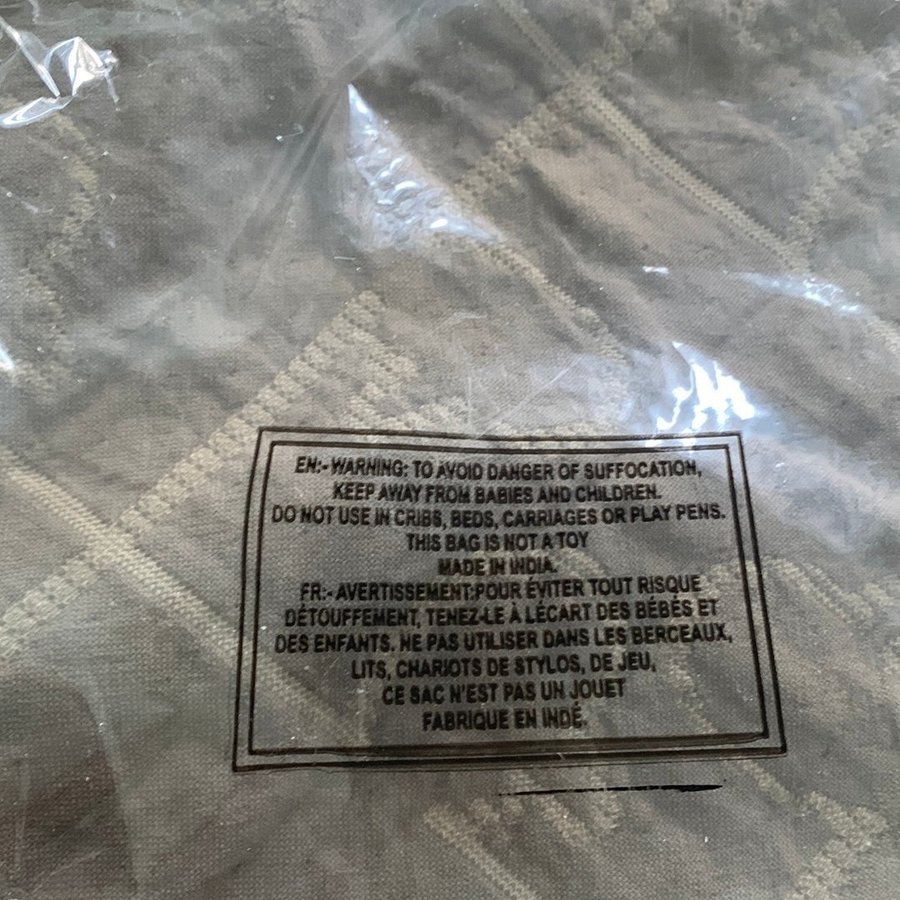 EN:- WARNING: TO AVOID DANGER OF SUFFOCATION,
KEEP AWAY FROM BABIES AND CHILDREN.
DO NOT USE IN CRIBS, BEDS, CARRIAGES OR PLAY PENS.
THIS BAG IS NOT A TOY
MADE IN INDIA.
FR:- AVERTISSEMENT:POUR ÉVITER TOUT RISQUE
DÉTOUFFEMENT, TENEZ-LE À LÉCART DES BÉBÉS ET
DES ENFANTS. NE PAS UTILISER DANS LES BERCEAUX,
LITS, CHARIOTS DE STYLOS, DE JEU,
CE SAC N'EST PAS UN JOUET
FABRIQUE EN INDÉ.